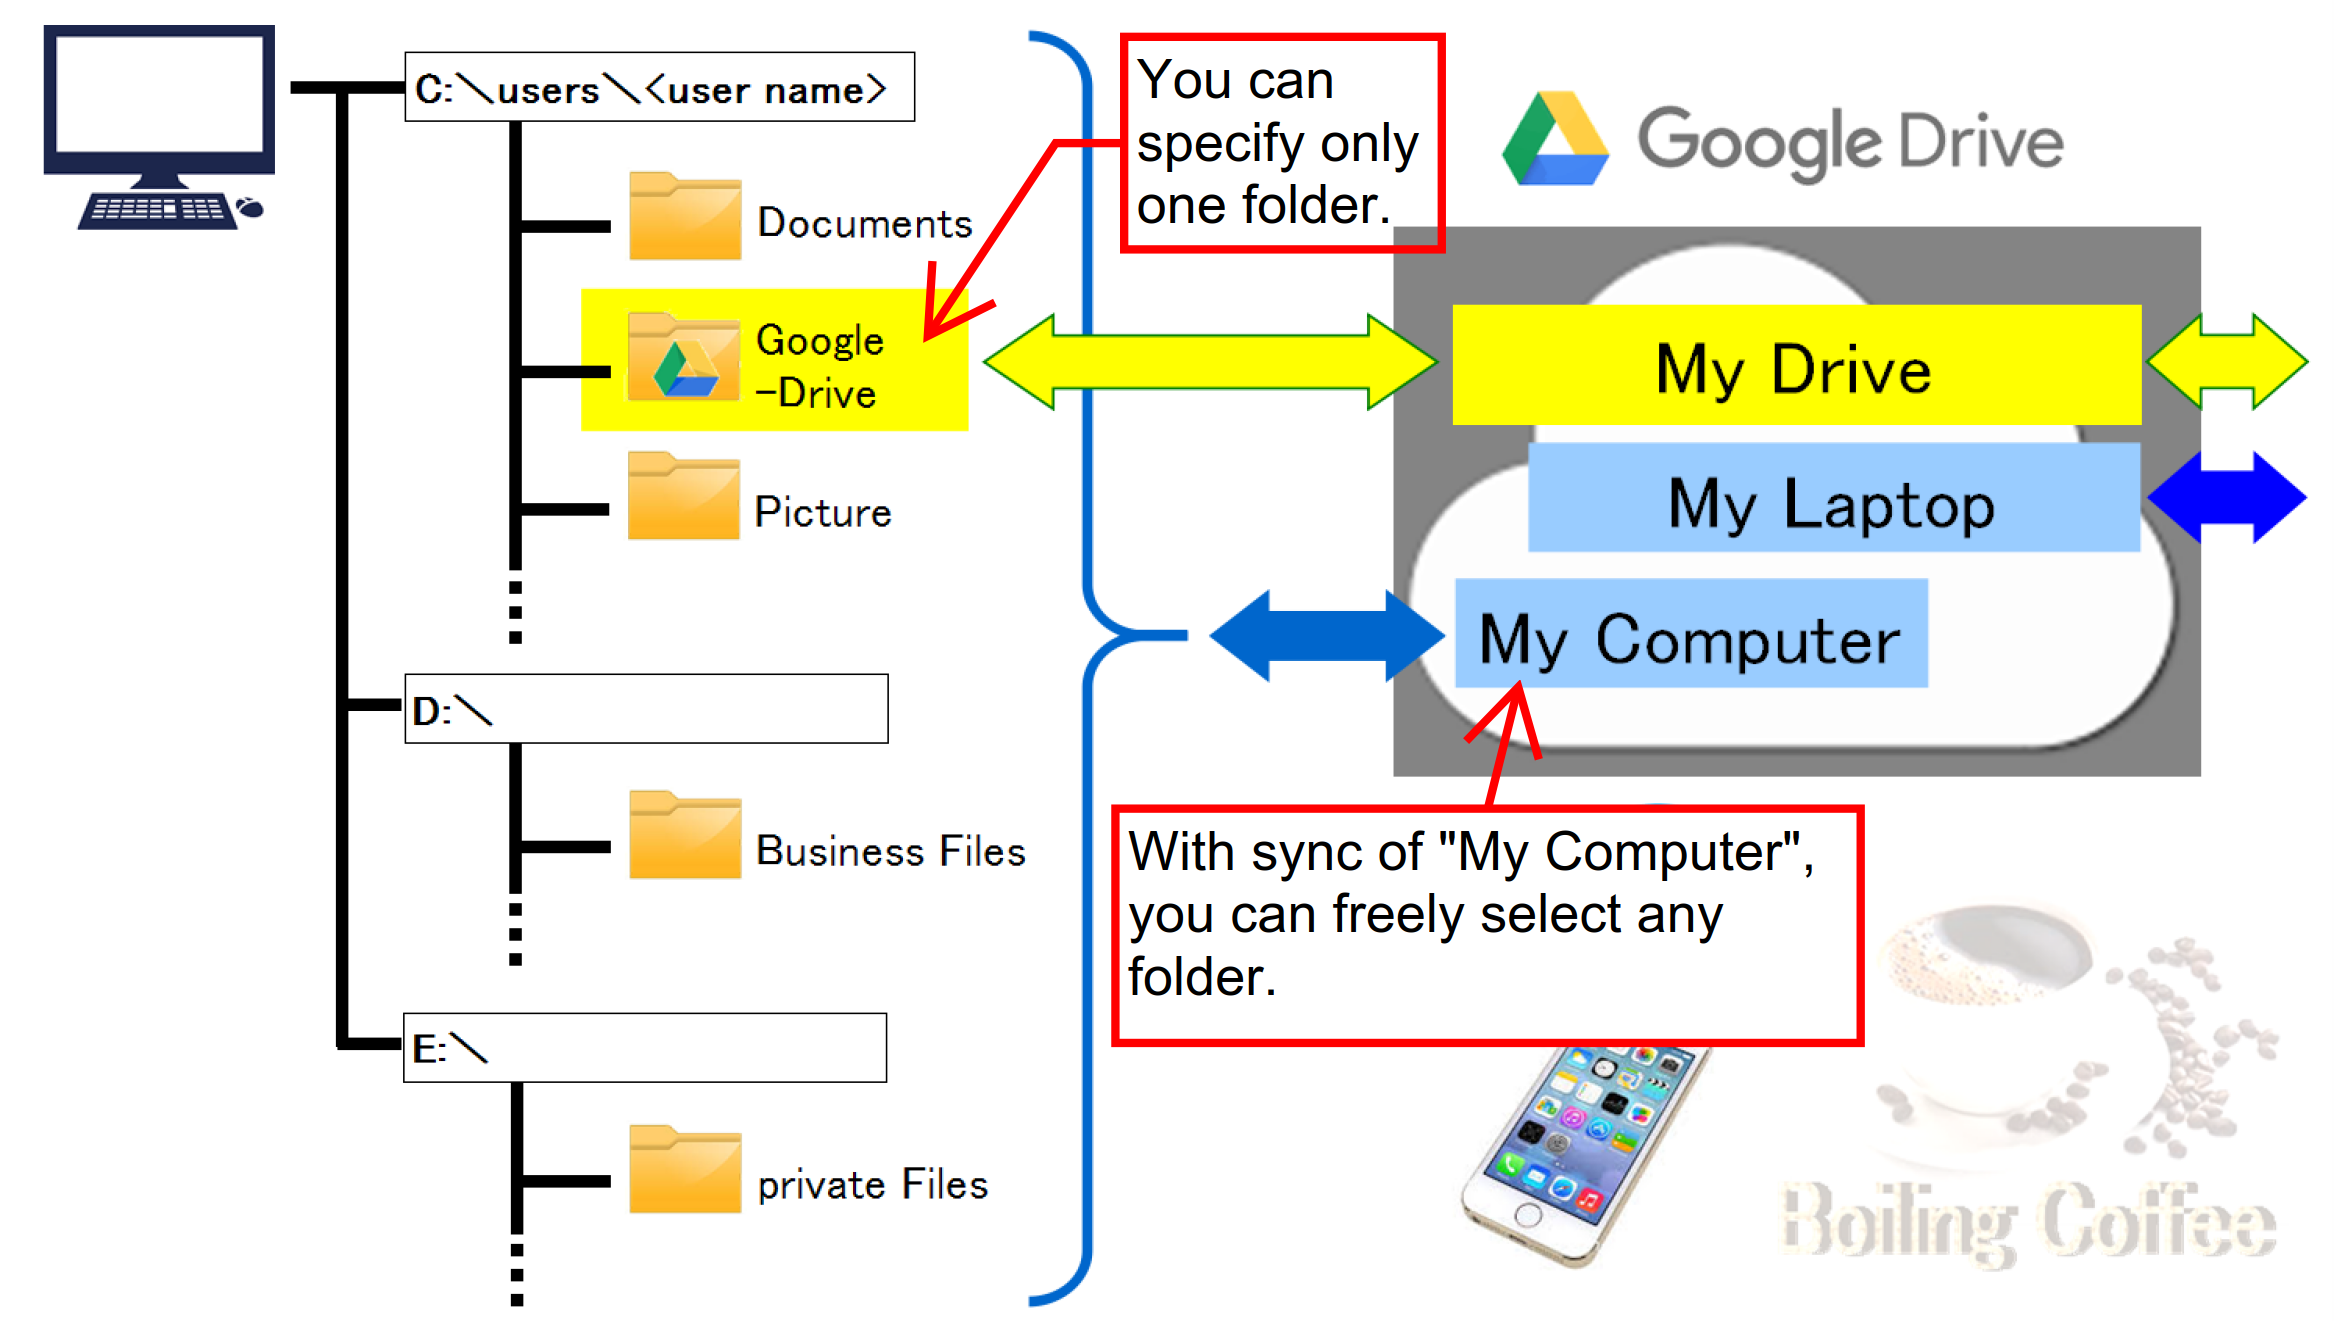 C:\users\<user name>
Documents
Google
-Drive
Picture
D:\
Business Files
E:\
private Files
You can
specify only
one folder.
Google Drive
My Drive
My Laptop
My Computer
With sync of "My Computer",
you can freely select any
folder.
Boiling Coffee